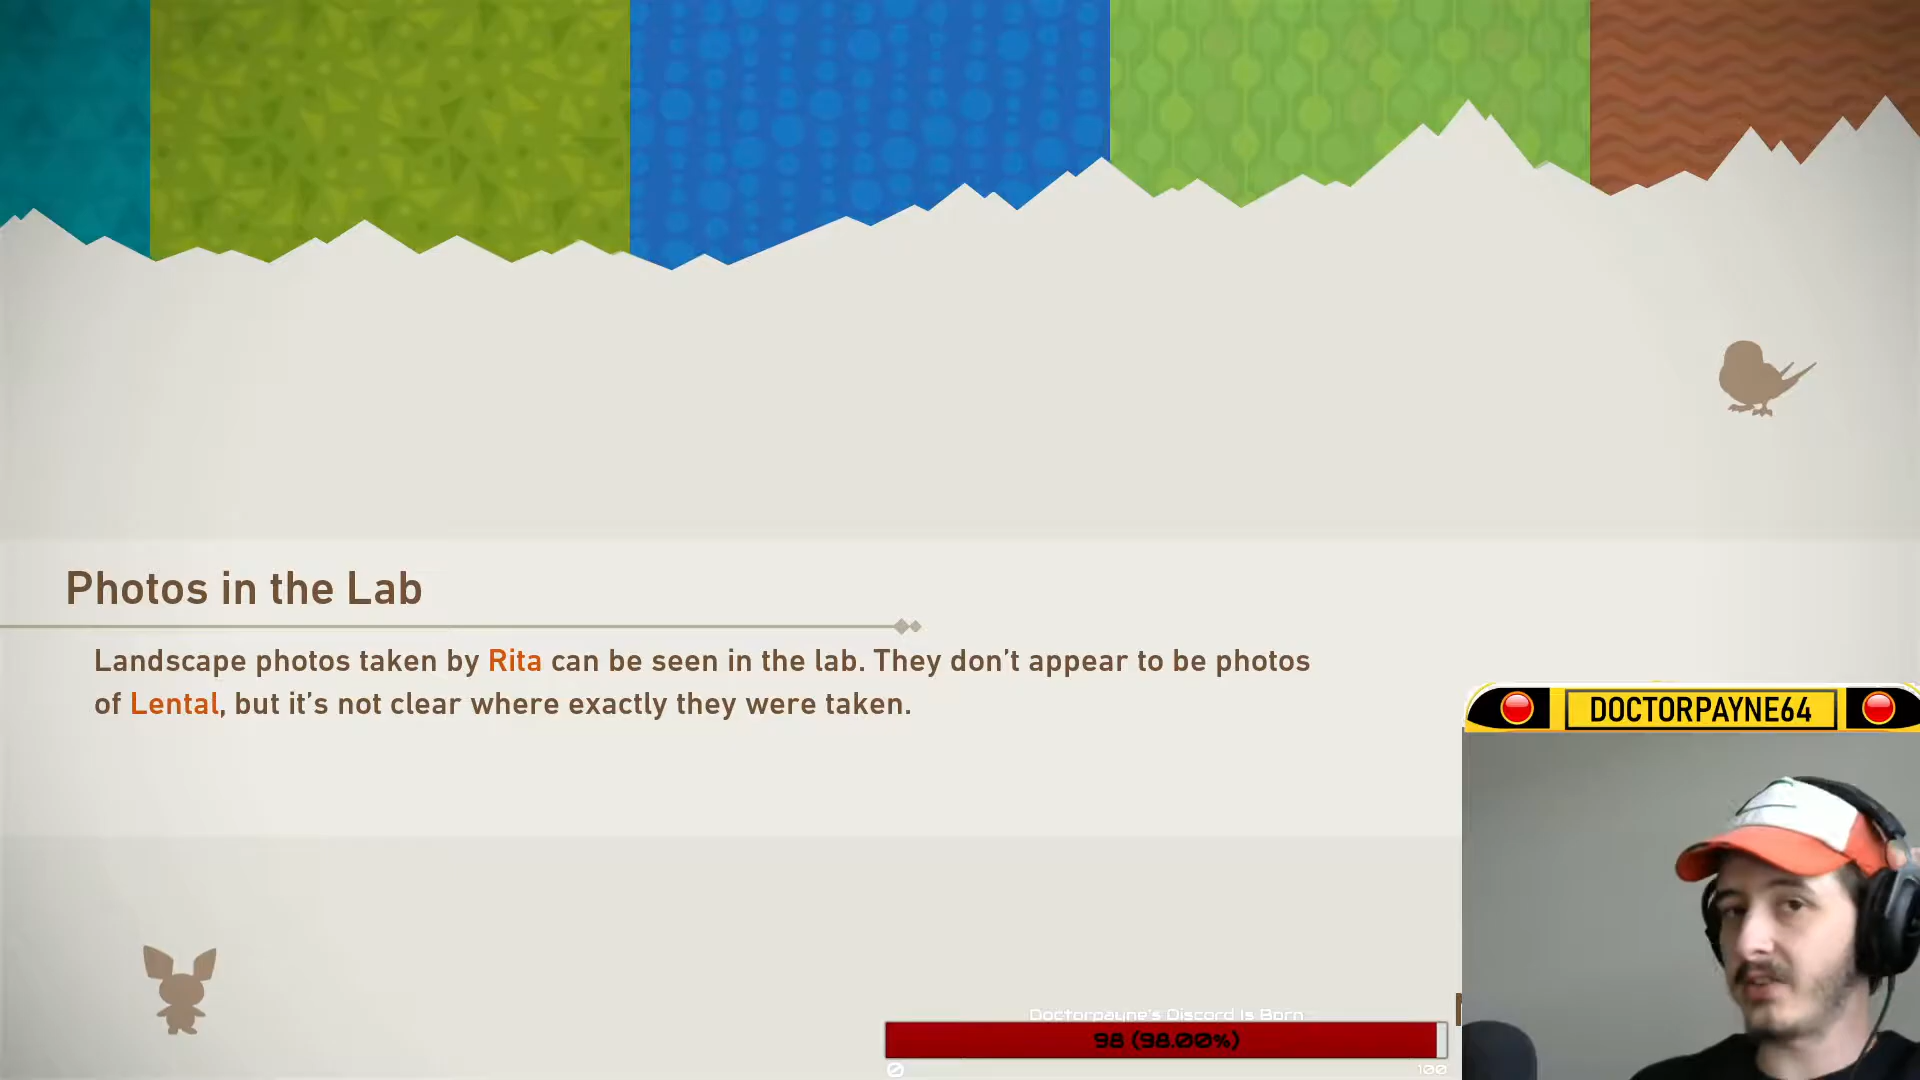 Photos in the Lab
Landscape photos taken by Rita can be seen in the lab. They don't appear to be photos
of Lental, but it's not clear where exactly they were taken.
DOCTORPAYNE64
Doctorpayne's Discord Is Born
98 (98.00%)
0
100